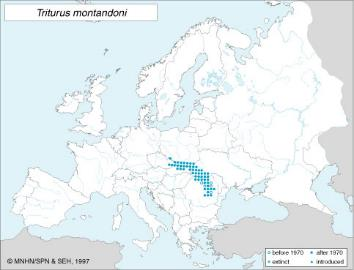 Triturus montandoni
© MNHN/SPN & SEH, 1997
before 1970 after 1970
extinct introduced